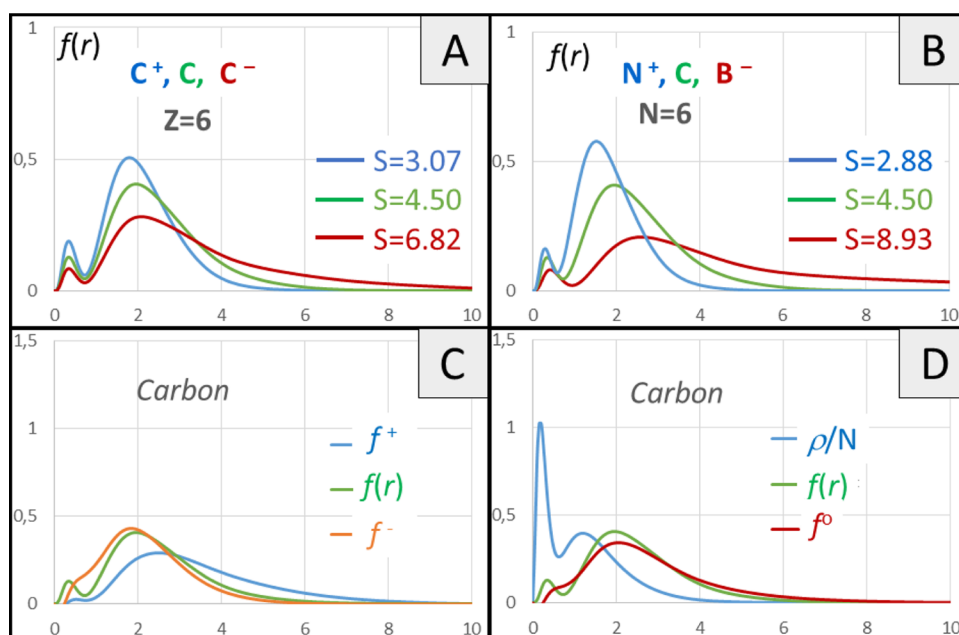 1
A
f(r)
C⁺, C, C⁻
Z=6
0,5
S=3.07
S=4.50
S=6.82
0
0 2 4 6 8 10
1
B
f(r)
N⁺, C, B⁻
N=6
0,5
S=2.88
S=4.50
S=8.93
0
0 2 4 6 8 10
1,5
C
Carbon
1
f⁺
f(r)
0,5
f⁻
0
0 2 4 6 8 10
1,5
D
Carbon
1
ρ/N
f(r)
0,5
f⁰
0
0 2 4 6 8 10